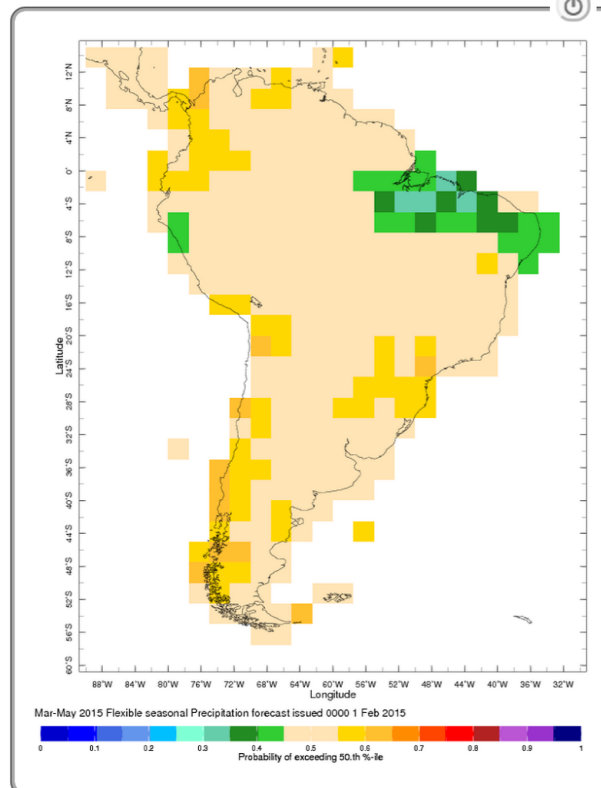 12°N
8°N
4°N
0°
4°S
8°S
12°S
16°S
20°S
24°S
28°S
32°S
36°S
40°S
44°S
48°S
52°S
56°S
60°S
Latitude
88°W 84°W 80°W 76°W 72°W 68°W 64°W 60°W 56°W 52°W 48°W 44°W 40°W 36°W 32°W
Longitude
Mar-May 2015 Flexible seasonal Precipitation forecast issued 0000 1 Feb 2015
0 0.1 0.2 0.3 0.4 0.5 0.6 0.7 0.8 0.9 1
Probability of exceeding 50.th %-ile